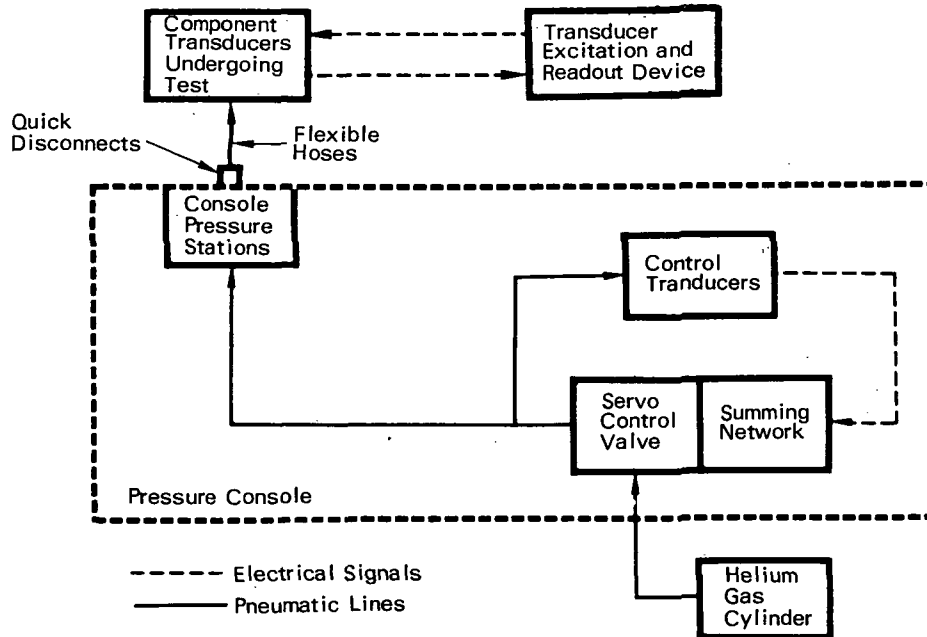 Component
Transducers
Undergoing
Test
Transducer
Excitation and
Readout Device
Quick
Disconnects
Flexible
Hoses
Console
Pressure
Stations
Control
Tranducers
Servo
Control
Valve
Summing
Network
Pressure Console
Electrical Signals
Pneumatic Lines
Helium
Gas
Cylinder